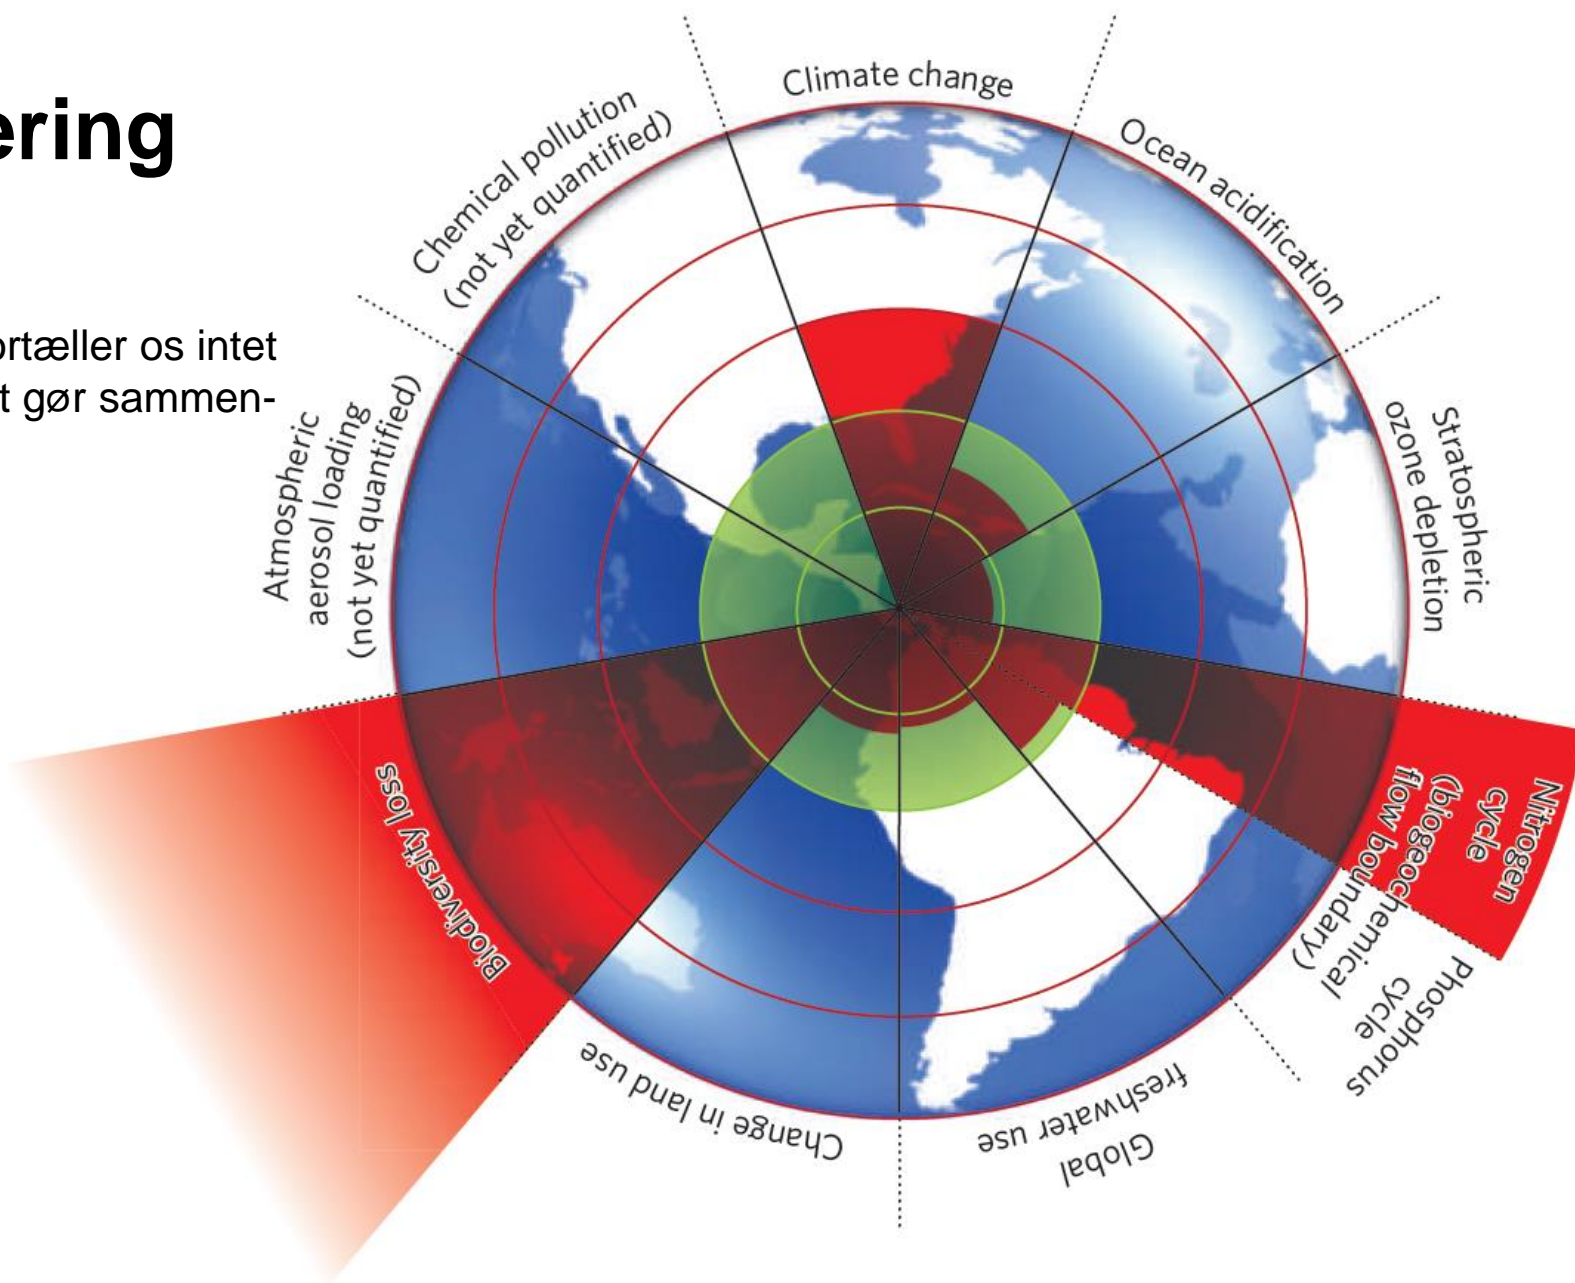 ering
ortæller os intet
t gør sammen-
Climate change
Ocean acidification
Stratospheric
ozone depletion
Nitrogen
cycle
(biogeochemical
flow boundary)
Phosphorus
cycle
Global
freshwater use
Change in land use
Biodiversity loss
Atmospheric
aerosol loading
(not yet quantified)
Chemical pollution
(not yet quantified)